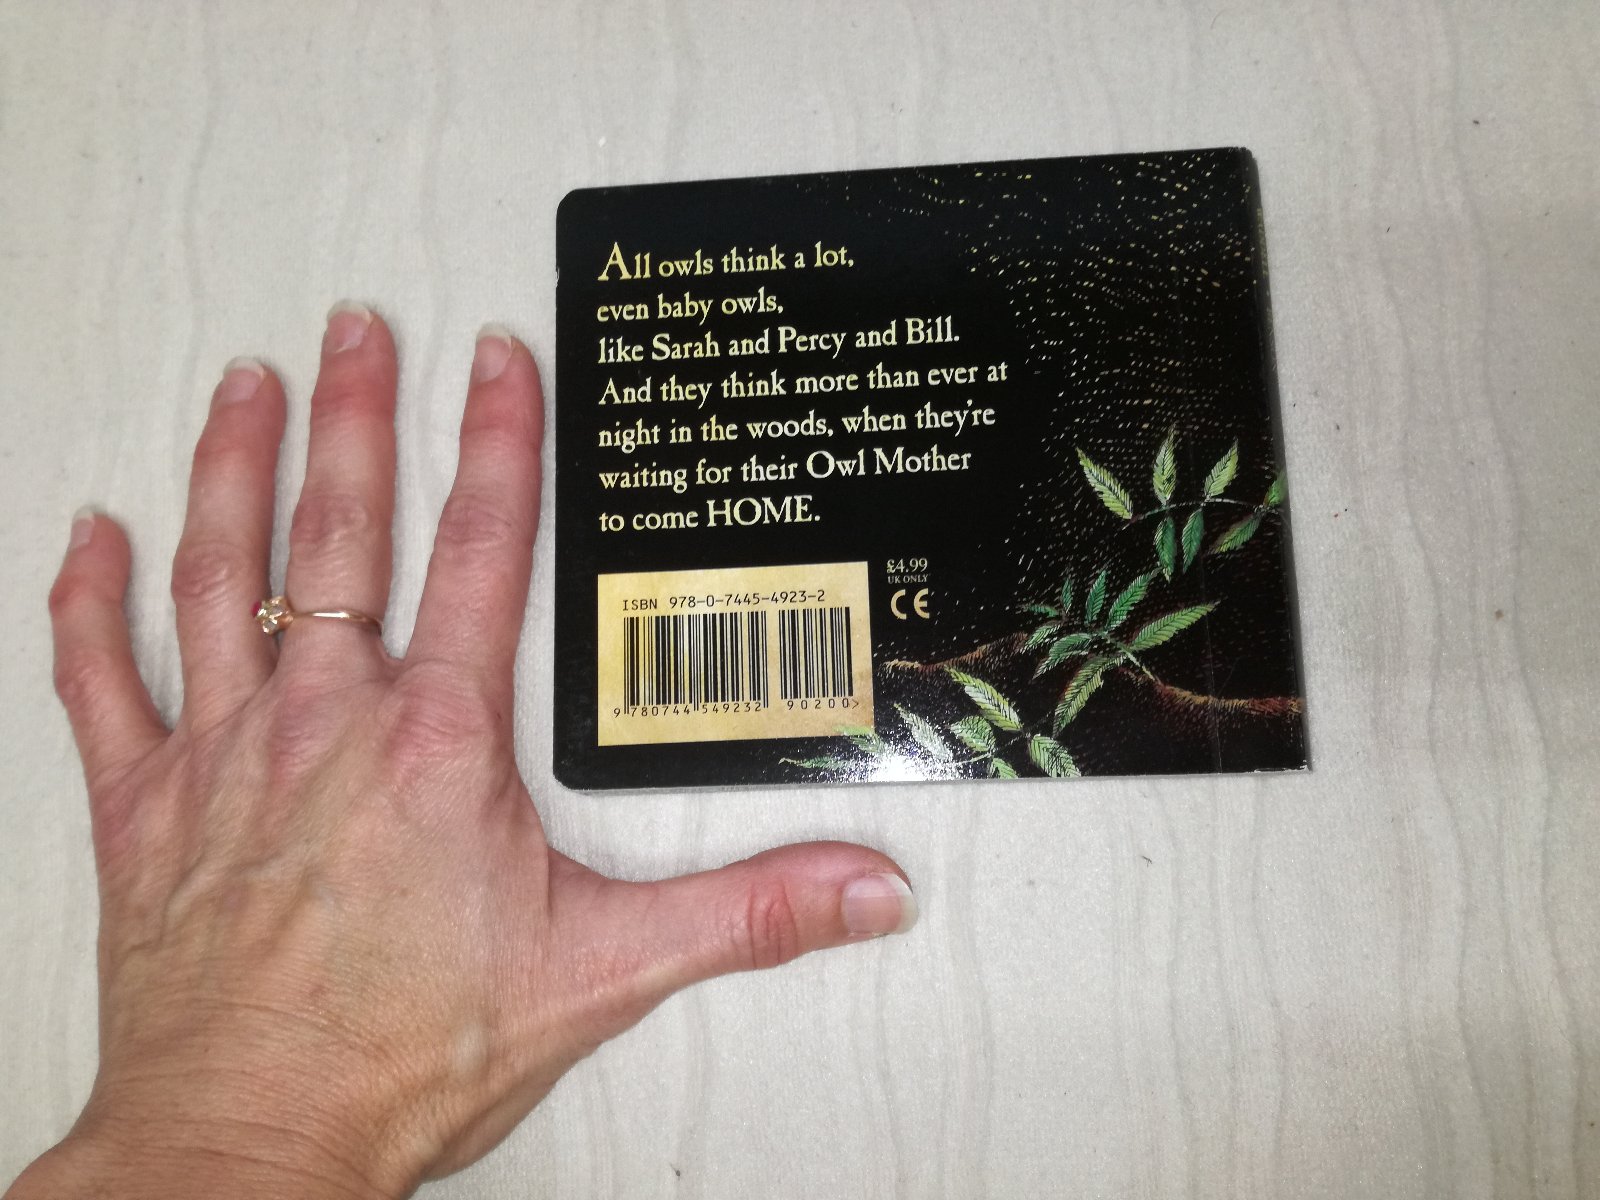 All owls think a lot,
even baby owls,
like Sarah and Percy and Bill.
And they think more than ever at
night in the woods, when they're
waiting for their Owl Mother
to come HOME.
£4.99
UK ONLY
CE
ISBN 978-0-7445-4923-2
9 780744 549232 90200>